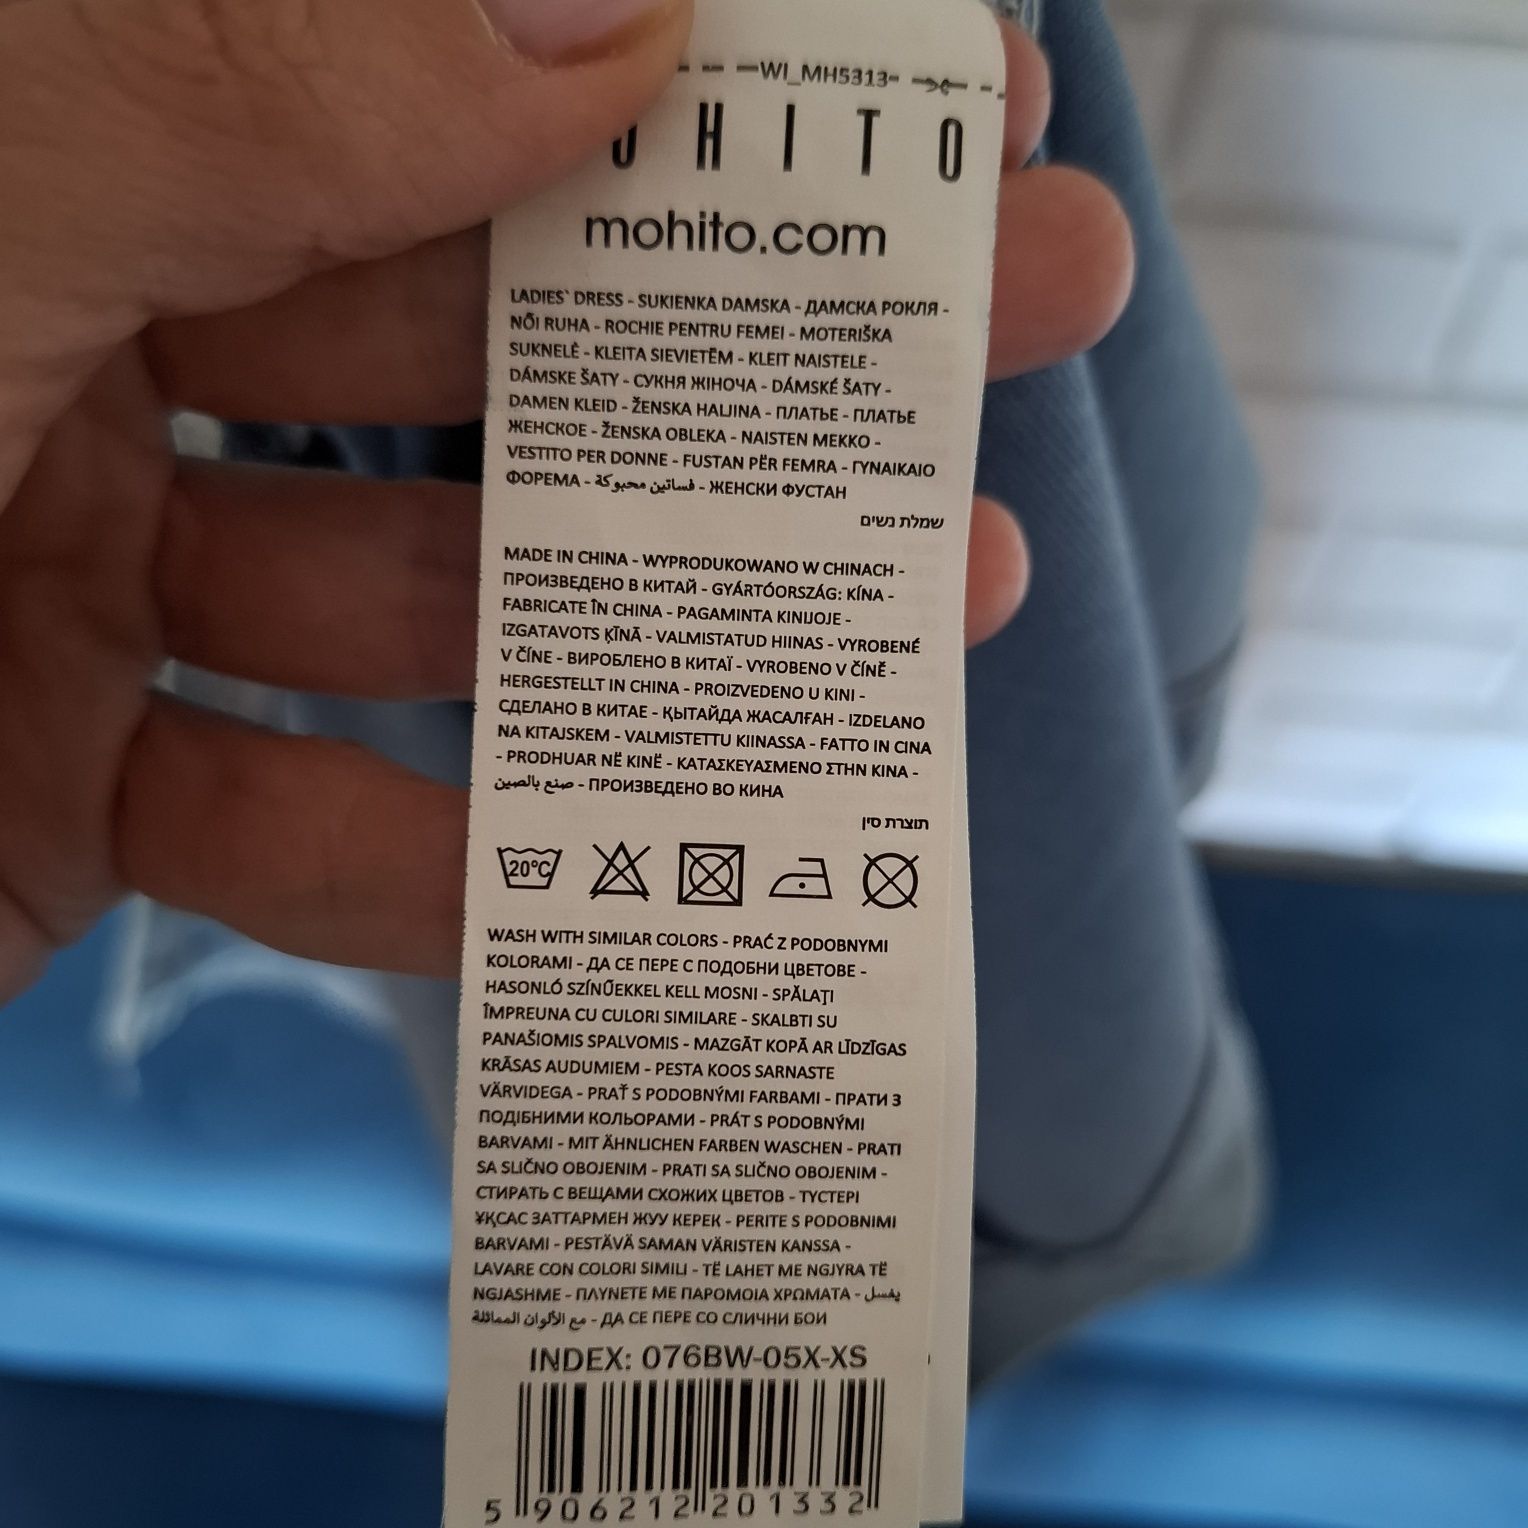 WI_MH5313
OHITO
mohito.com
LADIES` DRESS - SUKIENKA DAMSKA - ДАМСКА РОКЛЯ -
NŐI RUHA - ROCHIE PENTRU FEMEI - MOTERIŠKA
SUKNELĖ - KLEITA SIEVIETĒM - KLEIT NAISTELE -
DÁMSKE ŠATY - СУКНЯ ЖІНОЧА - DÁMSKÉ ŠATY -
DAMEN KLEID - ŽENSKA HALJINA - ПЛАТЬЕ - ПЛАТЬЕ
ЖЕНСКОЕ - ŽENSKA OBLEKA - NAISTEN MEKKO -
VESTITO PER DONNE - FUSTAN PËR FEMRA - ΓΥΝΑΙΚΑΙΟ
ΦΟΡΕΜΑ - فساتين محبوكة - ЖЕНСКИ ФУСТАН
שמלת נשים
MADE IN CHINA - WYPRODUKOWANO W CHINACH -
ПРОИЗВЕДЕНО В КИТАЙ - GYÁRTÓORSZÁG: KÍNA -
FABRICATE ÎN CHINA - PAGAMINTA KINIJOJE -
IZGATAVOTS ĶĪNĀ - VALMISTATUD HIINAS - VYROBENÉ
V ČÍNE - ВИРОБЛЕНО В КИТАЇ - VYROBENO V ČÍNĚ -
HERGESTELLT IN CHINA - PROIZVEDENO U KINI -
СДЕЛАНО В КИТАЕ - ҚЫТАЙДА ЖАСАЛҒАН - IZDELANO
NA KITAJSKEM - VALMISTETTU KIINASSA - FATTO IN CINA
- PRODHUAR NË KINË - ΚΑΤΑΣΚΕΥΑΣΜΕΝΟ ΣΤΗΝ ΚΙΝΑ -
صنع بالصين - ПРОИЗВЕДЕНО ВО КИНА
תוצרת סין
20°C
WASH WITH SIMILAR COLORS - PRAĆ Z PODOBNYMI
KOLORAMI - ДА СЕ ПЕРЕ С ПОДОБНИ ЦВЕТОВЕ -
HASONLÓ SZÍNŰEKKEL KELL MOSNI - SPĂLAŢI
ÎMPREUNA CU CULORI SIMILARE - SKALBTI SU
PANAŠIOMIS SPALVOMIS - MAZGĀT KOPĀ AR LĪDZĪGAS
KRĀSAS AUDUMIEM - PESTA KOOS SARNASTE
VÄRVIDEGA - PRAŤ S PODOBNÝMI FARBAMI - ПРАТИ З
ПОДІБНИМИ КОЛЬОРАМИ - PRÁT S PODOBNÝMI
BARVAMI - MIT ÄHNLICHEN FARBEN WASCHEN - PRATI
SA SLIČNO OBOJENIM - PRATI SA SLIČNO OBOJENIM -
СТИРАТЬ С ВЕЩАМИ СХОЖИХ ЦВЕТОВ - ТҮСТЕРІ
ҰҚСАС ЗАТТАРМЕН ЖУУ КЕРЕК - PERITE S PODOBNIMI
BARVAMI - PESTÄVÄ SAMAN VÄRISTEN KANSSA -
LAVARE CON COLORI SIMILI - TË LAHET ME NGJYRA TË
NGJASHME - ΠΛΥΝΕΤΕ ΜΕ ΠΑΡΟΜΟΙΑ ΧΡΩΜΑΤΑ - يغسل
مع الألوان المماثلة - ДА СЕ ПЕРЕ СО СЛИЧНИ БОИ
INDEX: 076BW-05X-XS
5 906212 201332